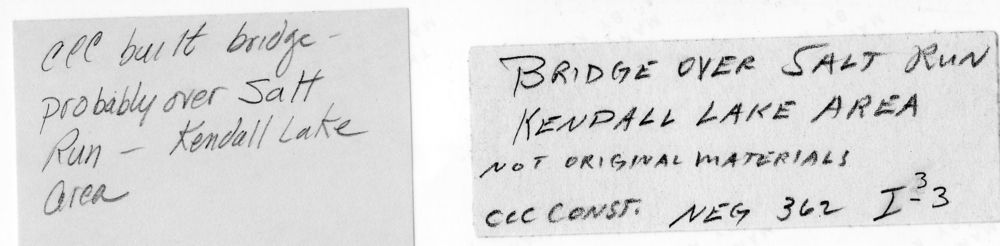 CCC built bridge -
probably over Salt
Run - Kendall Lake
area
BRIDGE OVER SALT RUN
KENDALL LAKE AREA
NOT ORIGINAL MATERIALS
CCC CONST. NEG 362 I-3-3